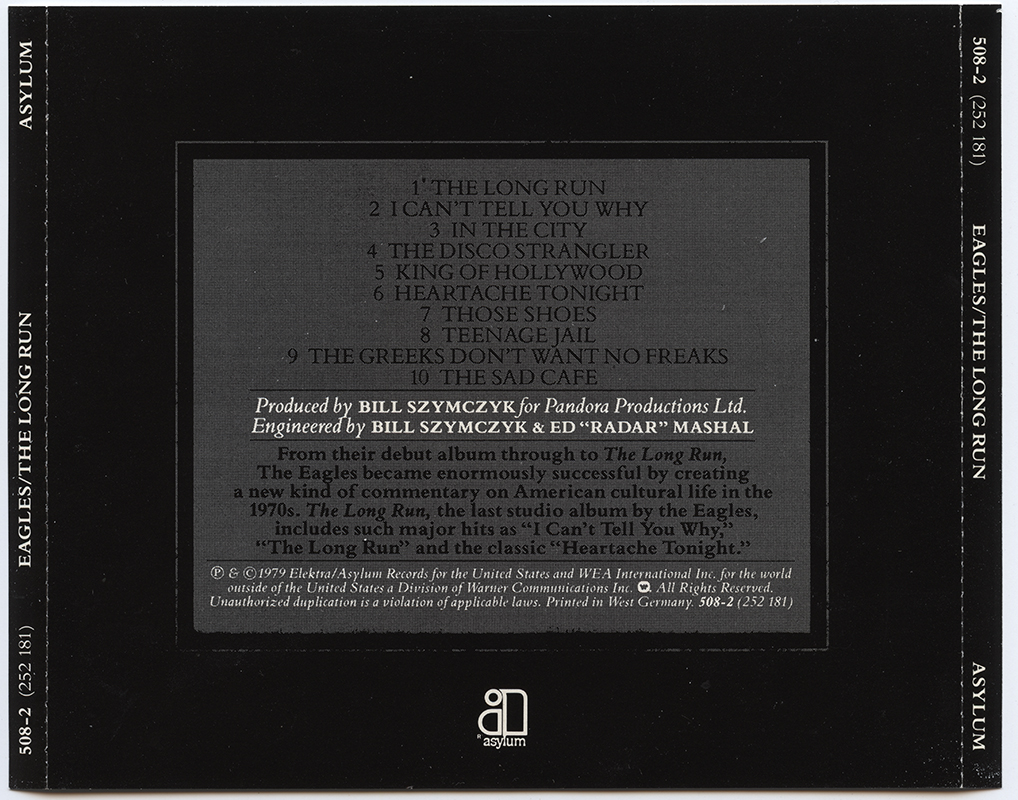 ASYLUM
EAGLES/THE LONG RUN
508-2 (252 181)
1 THE LONG RUN
2 I CAN'T TELL YOU WHY
3 IN THE CITY
4 THE DISCO STRANGLER
5 KING OF HOLLYWOOD
6 HEARTACHE TONIGHT
7 THOSE SHOES
8 TEENAGE JAIL
9 THE GREEKS DON'T WANT NO FREAKS
10 THE SAD CAFE
Produced by BILL SZYMCZYK for Pandora Productions Ltd.
Engineered by BILL SZYMCZYK & ED “RADAR” MASHAL
From their debut album through to The Long Run,
The Eagles became enormously successful by creating
a new kind of commentary on American cultural life in the
1970s. The Long Run, the last studio album by the Eagles,
includes such major hits as “I Can't Tell You Why,”
“The Long Run” and the classic “Heartache Tonight.”
℗ & ©1979 Elektra/Asylum Records for the United States and WEA International Inc. for the world
outside of the United States a Division of Warner Communications Inc. All Rights Reserved.
Unauthorized duplication is a violation of applicable laws. Printed in West Germany. 508-2 (252 181)
® asylum
508-2 (252 181)
EAGLES/THE LONG RUN
ASYLUM